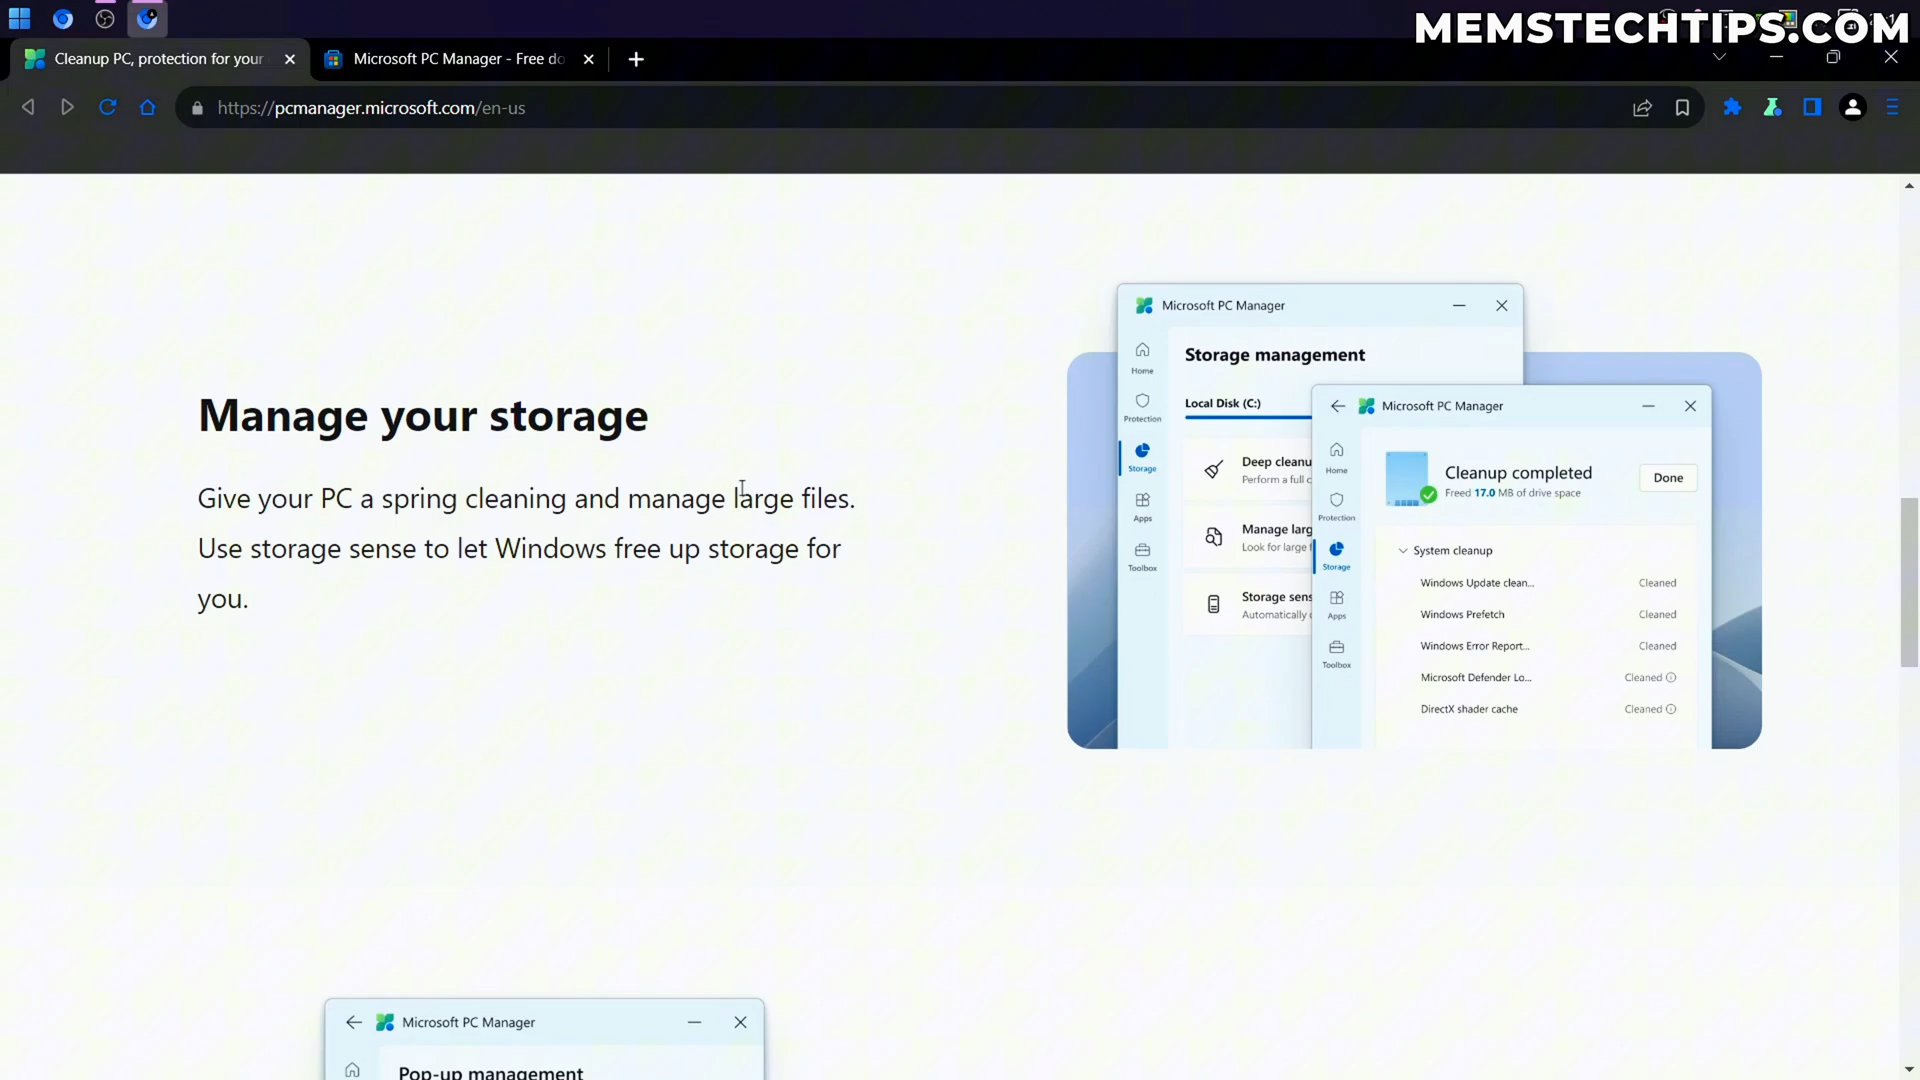 MEMSTECHTIPS.COM
Cleanup PC, protection for your
Microsoft PC Manager - Free do
https://pcmanager.microsoft.com/en-us
Manage your storage
Give your PC a spring cleaning and manage large files.
Use storage sense to let Windows free up storage for
you.
Microsoft PC Manager
Storage management
Local Disk (C:)
Home
Protection
Storage
Apps
Toolbox
Deep cleanu
Perform a full c
Manage larg
Look for large f
Storage sens
Automatically
Microsoft PC Manager
Home
Protection
Storage
Apps
Toolbox
Cleanup completed
Freed 17.0 MB of drive space
Done
System cleanup
Windows Update clean... Cleaned
Windows Prefetch Cleaned
Windows Error Report... Cleaned
Microsoft Defender Lo... Cleaned
DirectX shader cache Cleaned
Microsoft PC Manager
Pop-up management